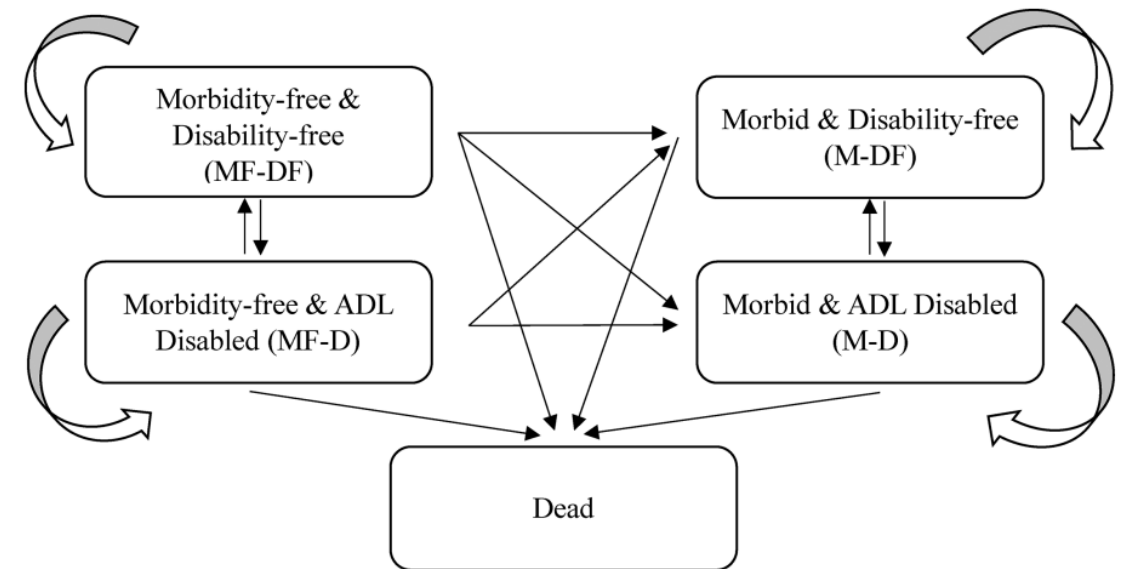 Morbidity-free &
Disability-free
(MF-DF)
Morbid & Disability-free
(M-DF)
Morbidity-free & ADL
Disabled (MF-D)
Morbid & ADL Disabled
(M-D)
Dead